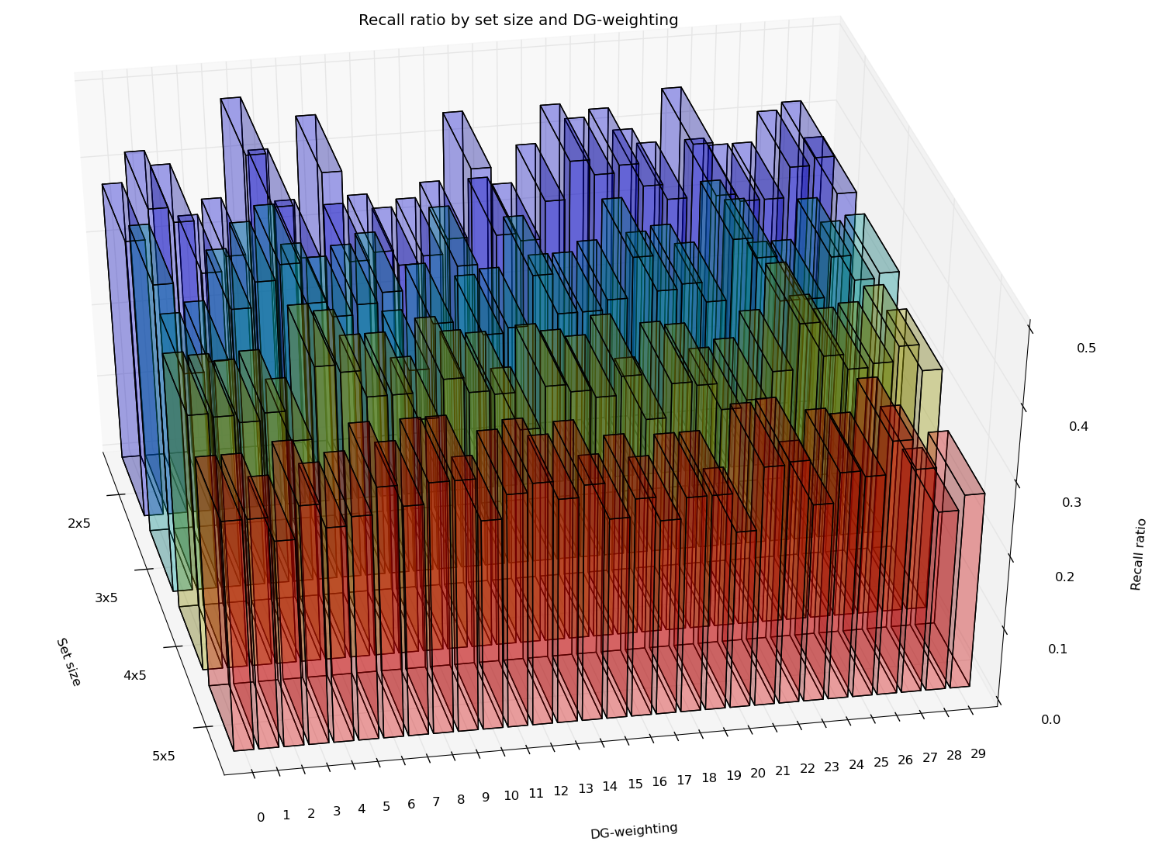 Recall ratio by set size and DG-weighting
0.5
0.4
0.3
0.2
0.1
0.0
Recall ratio
2x5
3x5
4x5
5x5
Set size
0 1 2 3 4 5 6 7 8 9 10 11 12 13 14 15 16 17 18 19 20 21 22 23 24 25 26 27 28 29
DG-weighting